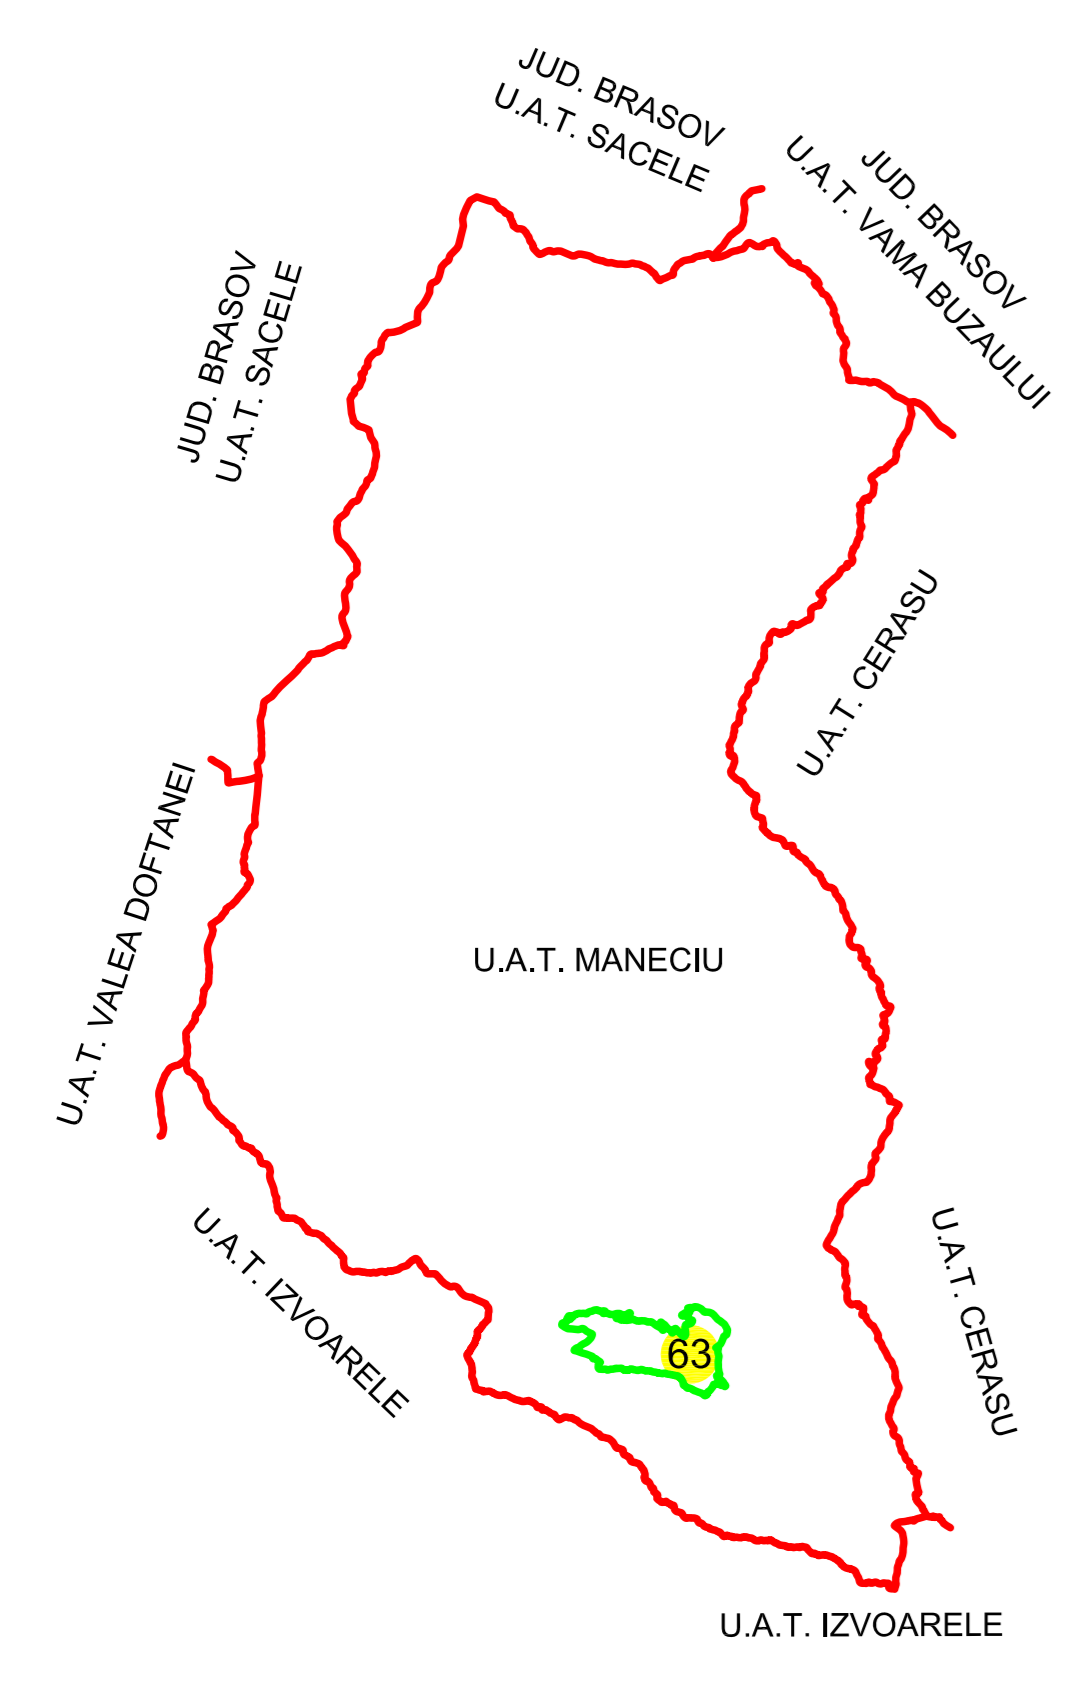 JUD. BRASOV
U.A.T. SACELE
JUD. BRASOV
U.A.T. VAMA BUZAULUI
JUD. BRASOV
U.A.T. SACELE
U.A.T. CERASU
U.A.T. VALEA DOFTANEI
U.A.T. MANECIU
U.A.T. IZVOARELE
U.A.T. CERASU
63
U.A.T. IZVOARELE